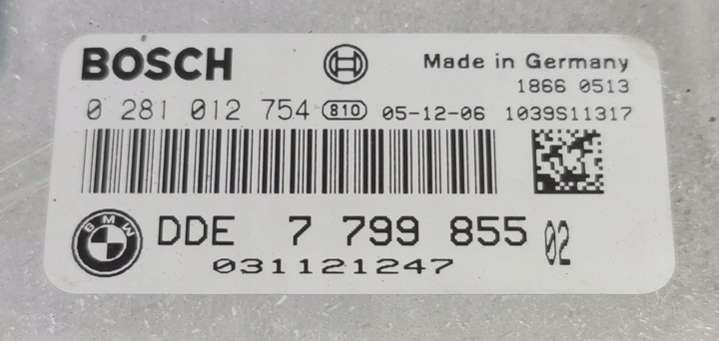 BOSCH
Made in Germany
1866 0513
0 281 012 754 810 05-12-06 1039S11317
BMW
DDE 7 799 855 02
031121247